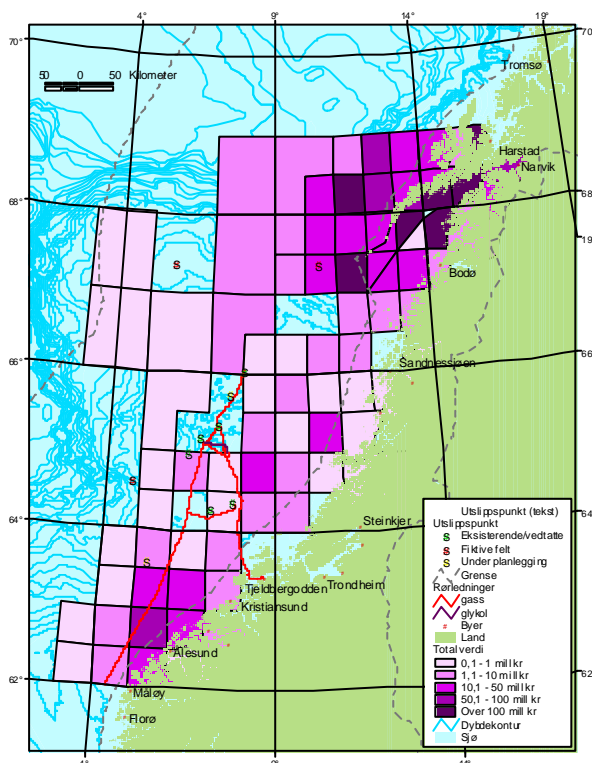 4° 9° 14° 19°
70° 70
50 0 50 Kilometer
Tromsø
Harstad
Narvik
68° 68
19
Bodø
66° 66
Sandnessjøen
S
64° 64
Steinkjer
Trondheim
Tjeldbergodden
Kristiansund
Ålesund
62° 62
Måløy
Florø
Utslippspunkt (tekst)
Utslippspunkt
S Eksisterende/vedtatte
S Fiktive felt
S Under planlegging
Grense
Rørledninger
gass
glykol
Byer
Land
Total verdi
0,1 - 1 mill kr
1,1 - 10 mill kr
10,1 - 50 mill kr
50,1 - 100 mill kr
Over 100 mill kr
Dybdekontur
Sjø